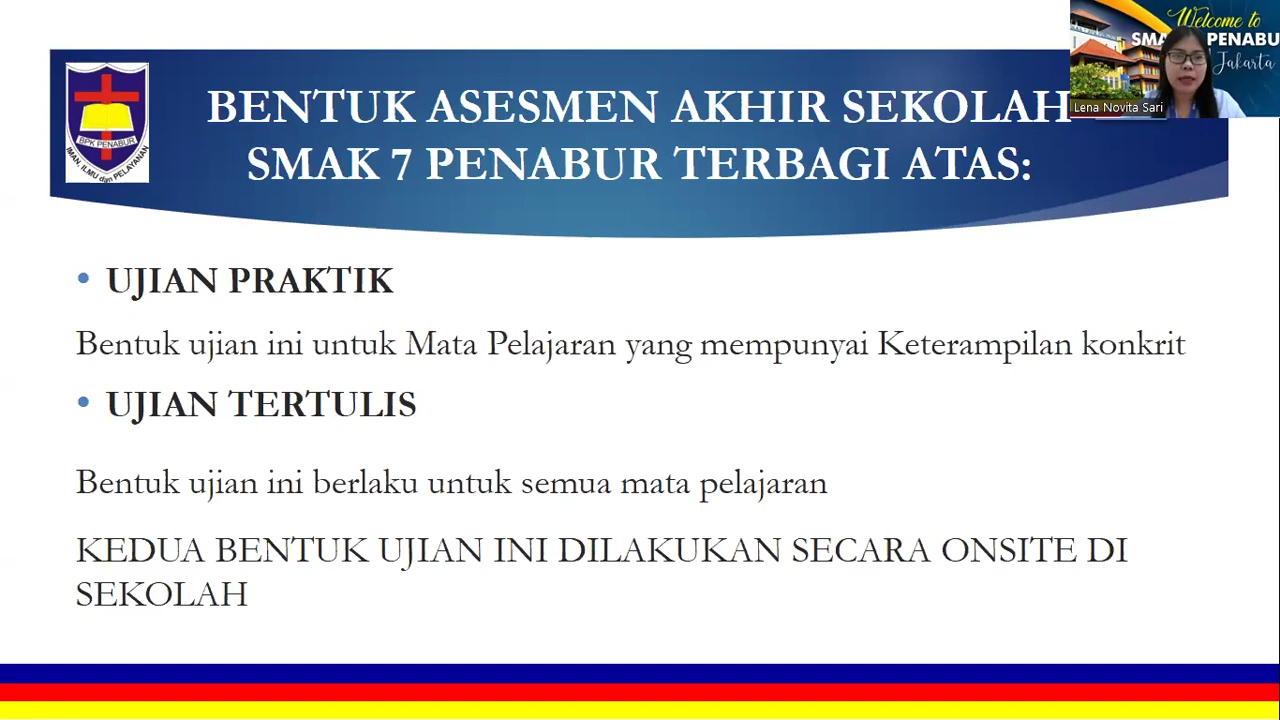 Welcome to
SMA PENABU
Jakarta
Lena Novita Sari
BENTUK ASESMEN AKHIR SEKOLAH
SMAK 7 PENABUR TERBAGI ATAS:
BPK PENABUR
IMAN ILMU dan PELAYANAN
• UJIAN PRAKTIK
Bentuk ujian ini untuk Mata Pelajaran yang mempunyai Keterampilan konkrit
• UJIAN TERTULIS
Bentuk ujian ini berlaku untuk semua mata pelajaran
KEDUA BENTUK UJIAN INI DILAKUKAN SECARA ONSITE DI
SEKOLAH